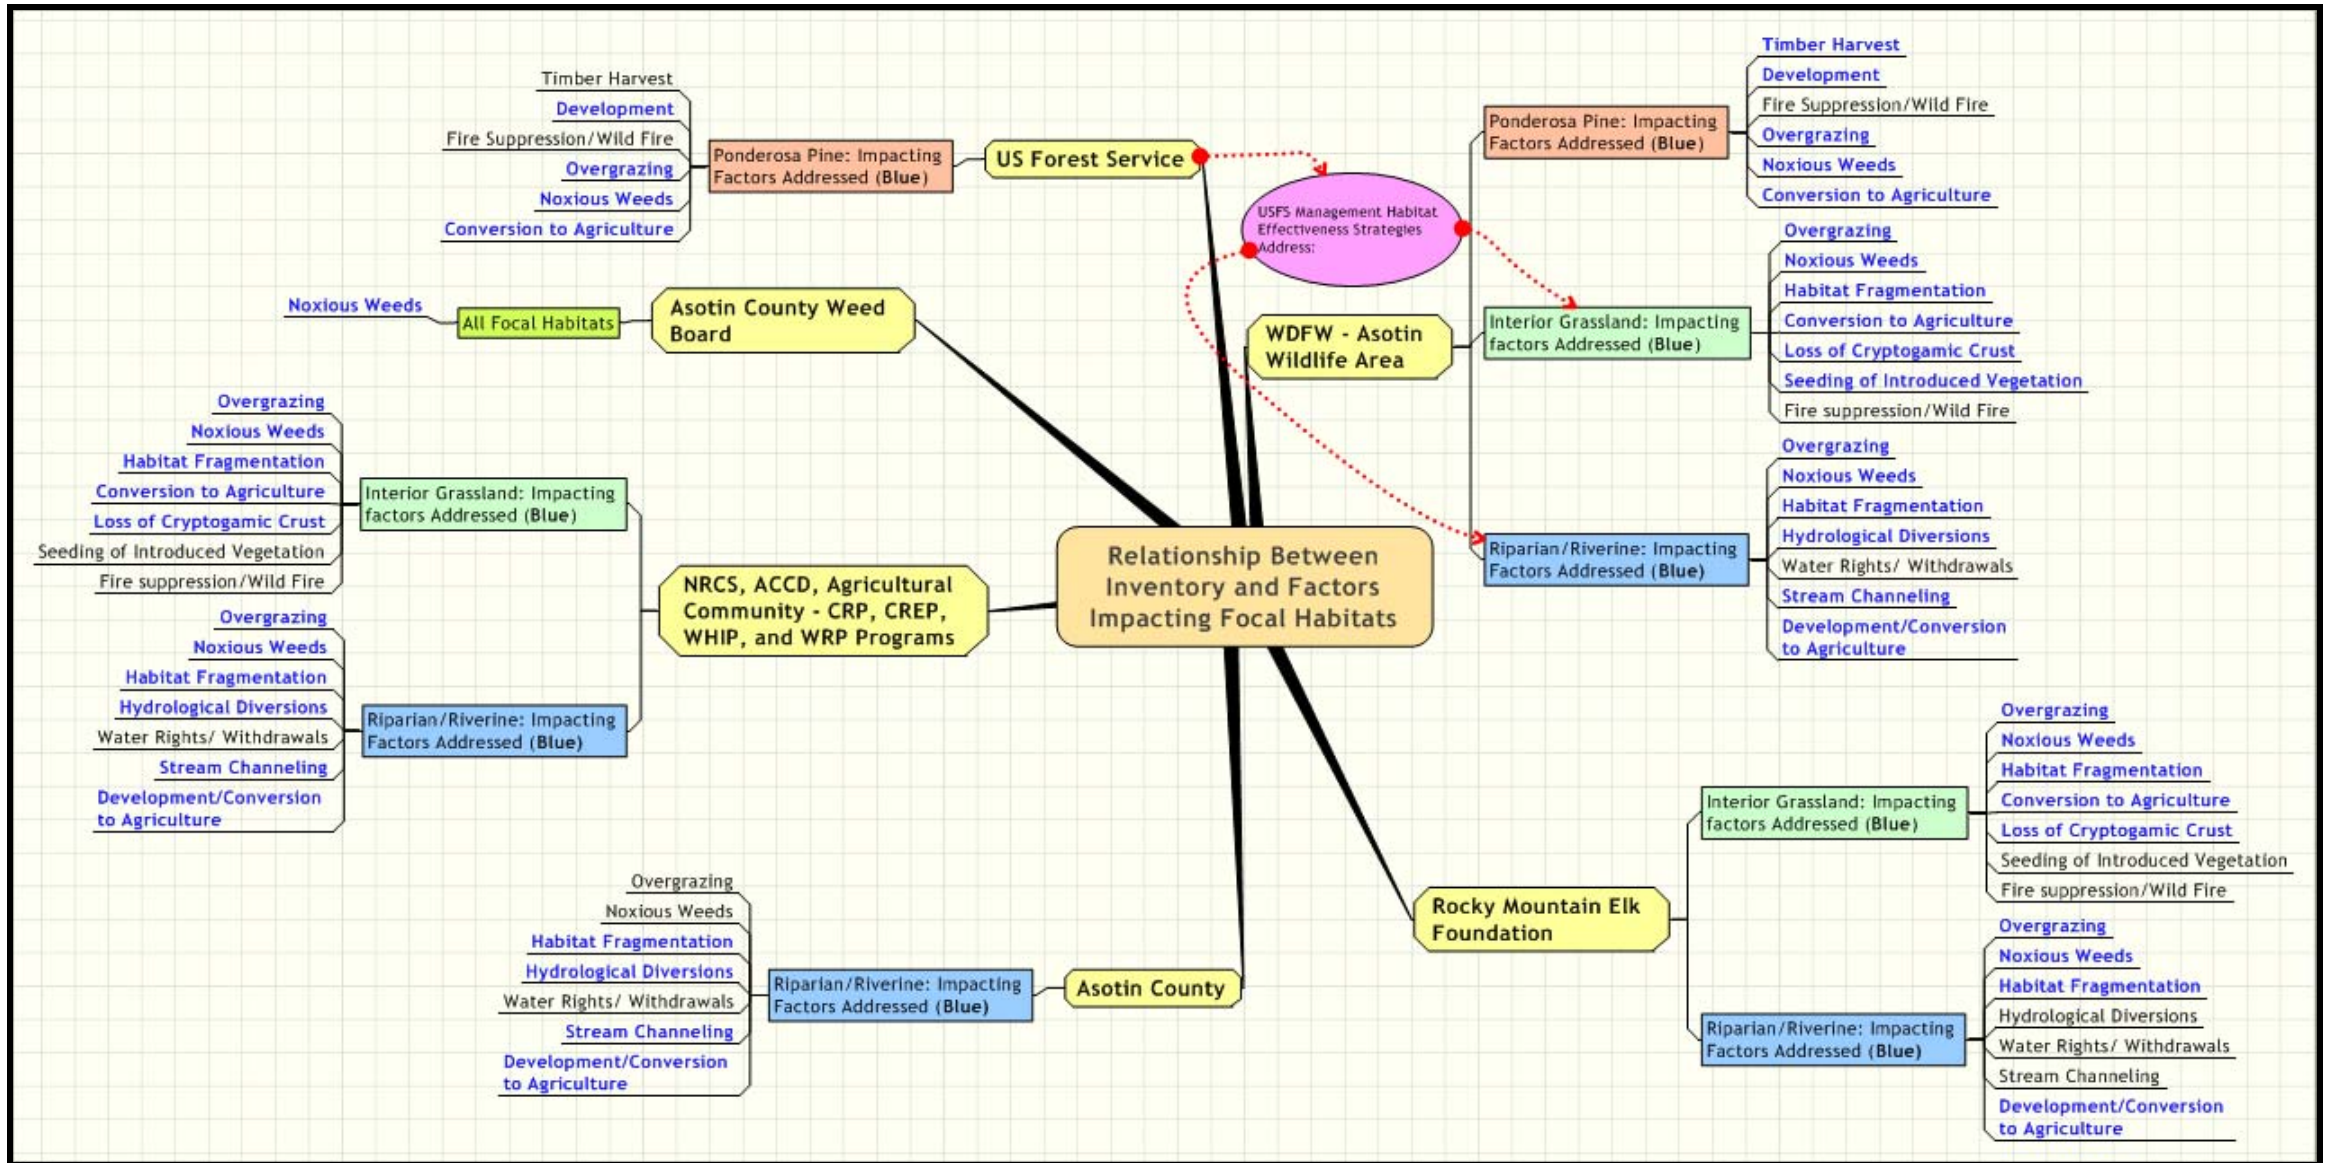 Timber Harvest
Development
Fire Suppression/Wild Fire
Overgrazing
Noxious Weeds
Conversion to Agriculture
Ponderosa Pine: Impacting
Factors Addressed (Blue)
US Forest Service
Noxious Weeds
All Focal Habitats
Asotin County Weed
Board
Overgrazing
Noxious Weeds
Habitat Fragmentation
Conversion to Agriculture
Loss of Cryptogamic Crust
Seeding of Introduced Vegetation
Fire suppression/Wild Fire
Interior Grassland: Impacting
factors Addressed (Blue)
Overgrazing
Noxious Weeds
Habitat Fragmentation
Hydrological Diversions
Water Rights/ Withdrawals
Stream Channeling
Development/Conversion
to Agriculture
Riparian/Riverine: Impacting
Factors Addressed (Blue)
NRCS, ACCD, Agricultural
Community - CRP, CREP,
WHIP, and WRP Programs
Overgrazing
Noxious Weeds
Habitat Fragmentation
Hydrological Diversions
Water Rights/ Withdrawals
Stream Channeling
Development/Conversion
to Agriculture
Riparian/Riverine: Impacting
Factors Addressed (Blue)
Asotin County
Relationship Between
Inventory and Factors
Impacting Focal Habitats
USFS Management Habitat
Effectiveness Strategies
Address:
WDFW - Asotin
Wildlife Area
Ponderosa Pine: Impacting
Factors Addressed (Blue)
Timber Harvest
Development
Fire Suppression/Wild Fire
Overgrazing
Noxious Weeds
Conversion to Agriculture
Interior Grassland: Impacting
factors Addressed (Blue)
Overgrazing
Noxious Weeds
Habitat Fragmentation
Conversion to Agriculture
Loss of Cryptogamic Crust
Seeding of Introduced Vegetation
Fire suppression/Wild Fire
Riparian/Riverine: Impacting
Factors Addressed (Blue)
Overgrazing
Noxious Weeds
Habitat Fragmentation
Hydrological Diversions
Water Rights/ Withdrawals
Stream Channeling
Development/Conversion
to Agriculture
Rocky Mountain Elk
Foundation
Interior Grassland: Impacting
factors Addressed (Blue)
Overgrazing
Noxious Weeds
Habitat Fragmentation
Conversion to Agriculture
Loss of Cryptogamic Crust
Seeding of Introduced Vegetation
Fire suppression/Wild Fire
Riparian/Riverine: Impacting
Factors Addressed (Blue)
Overgrazing
Noxious Weeds
Habitat Fragmentation
Hydrological Diversions
Water Rights/ Withdrawals
Stream Channeling
Development/Conversion
to Agriculture